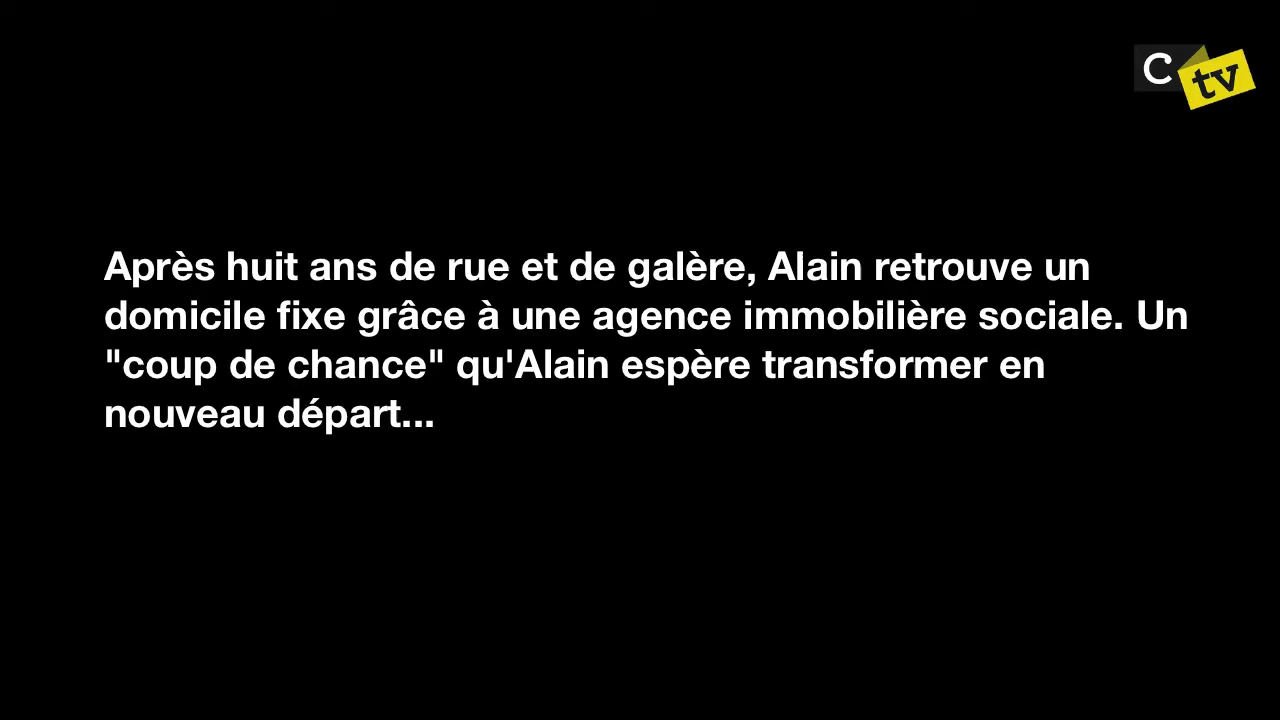 C tv
Après huit ans de rue et de galère, Alain retrouve un
domicile fixe grâce à une agence immobilière sociale. Un
"coup de chance" qu'Alain espère transformer en
nouveau départ...